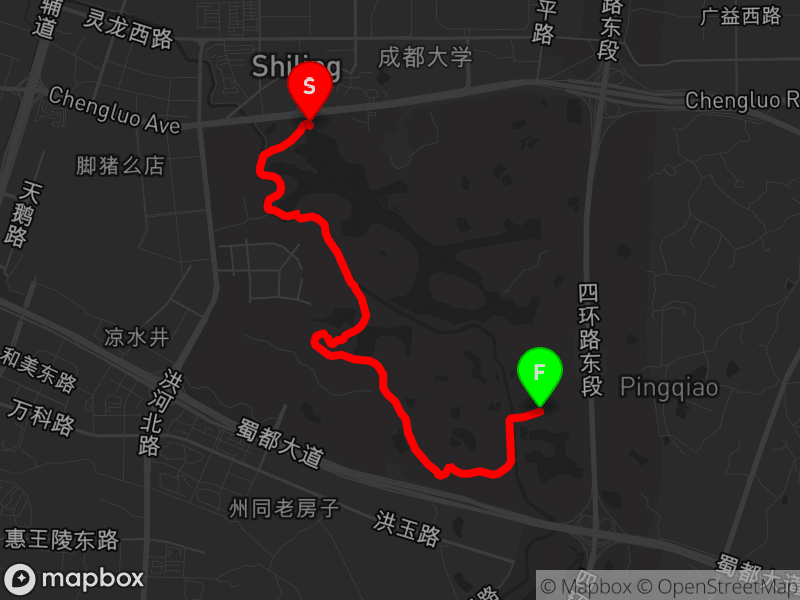 辅道
灵龙西路
平路
路东段
广益西路
Shiling
成都大学
S
Chengluo Ave
Chengluo R
脚猪么店
天鹅路
四环路东段
凉水井
和美东路
万科路
洪河北路
蜀都大道
F
Pingqiao
州同老房子
洪玉路
惠王陵东路
蜀都大道
路
四
mapbox
© Mapbox © OpenStreetMap